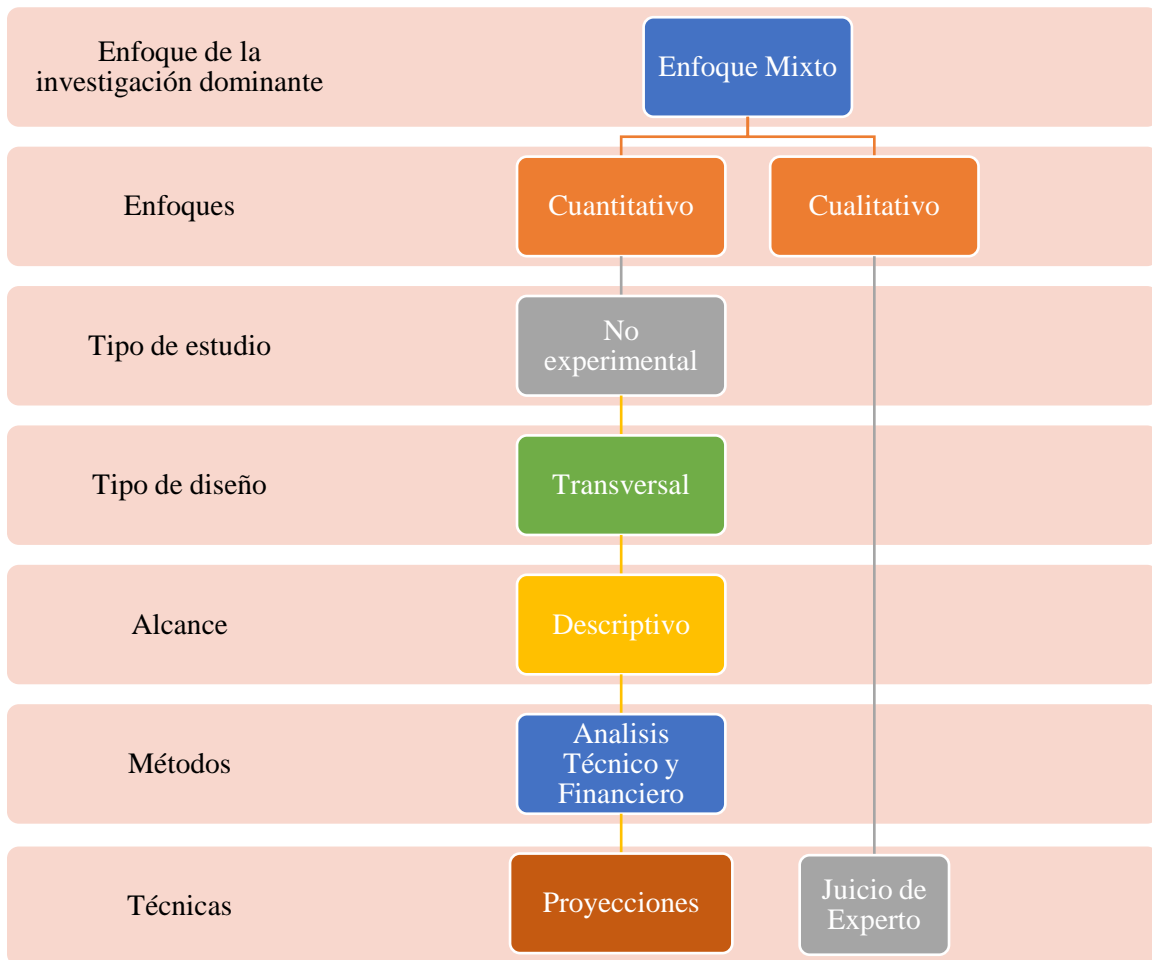 Enfoque de la
investigación dominante
Enfoque Mixto
Enfoques
Cuantitativo
Cualitativo
Tipo de estudio
No
experimental
Tipo de diseño
Transversal
Alcance
Descriptivo
Métodos
Analisis
Técnico y
Financiero
Técnicas
Proyecciones
Juicio de
Experto